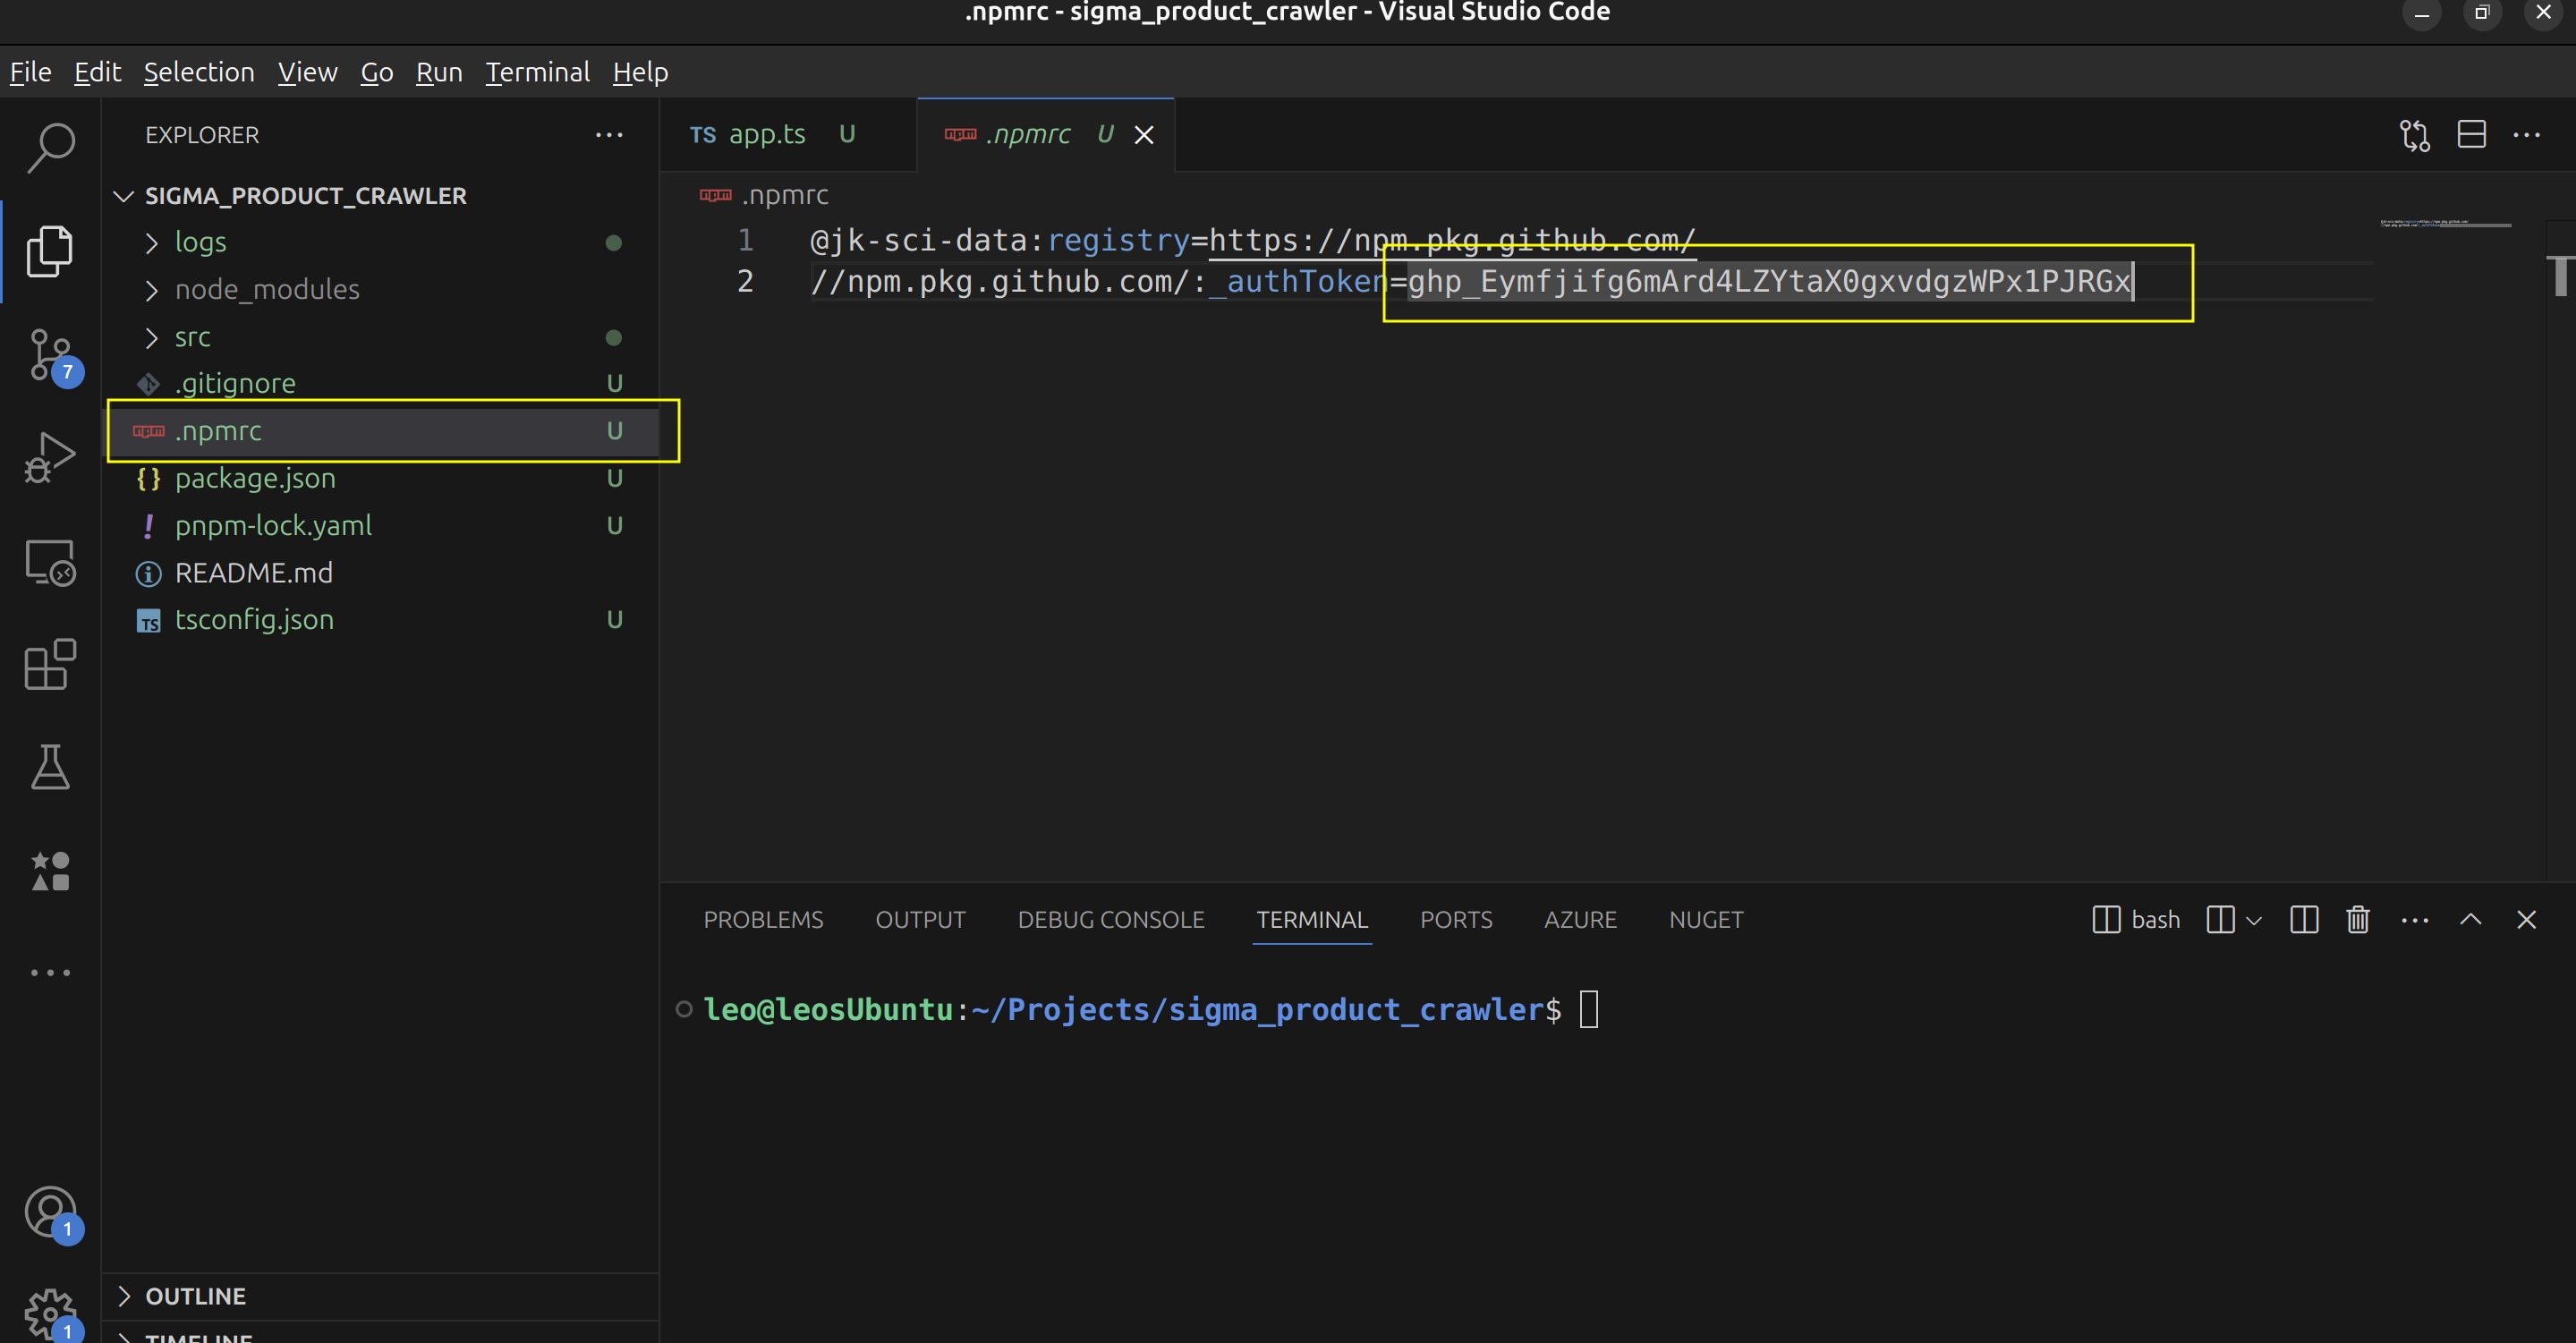 .npmrc - sigma_product_crawler - Visual Studio Code
File Edit Selection View Go Run Terminal Help
EXPLORER
SIGMA_PRODUCT_CRAWLER
logs
node_modules
src
.gitignore U
.npmrc U
package.json U
pnpm-lock.yaml U
README.md
TS tsconfig.json U
7
1
1
OUTLINE
TIMELINE
TS app.ts U
npm .npmrc U
npm .npmrc
1 @jk-sci-data:registry=https://npm.pkg.github.com/
2 //npm.pkg.github.com/:_authToken=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
PROBLEMS OUTPUT DEBUG CONSOLE TERMINAL PORTS AZURE NUGET
bash
leo@leosUbuntu:~/Projects/sigma_product_crawler$